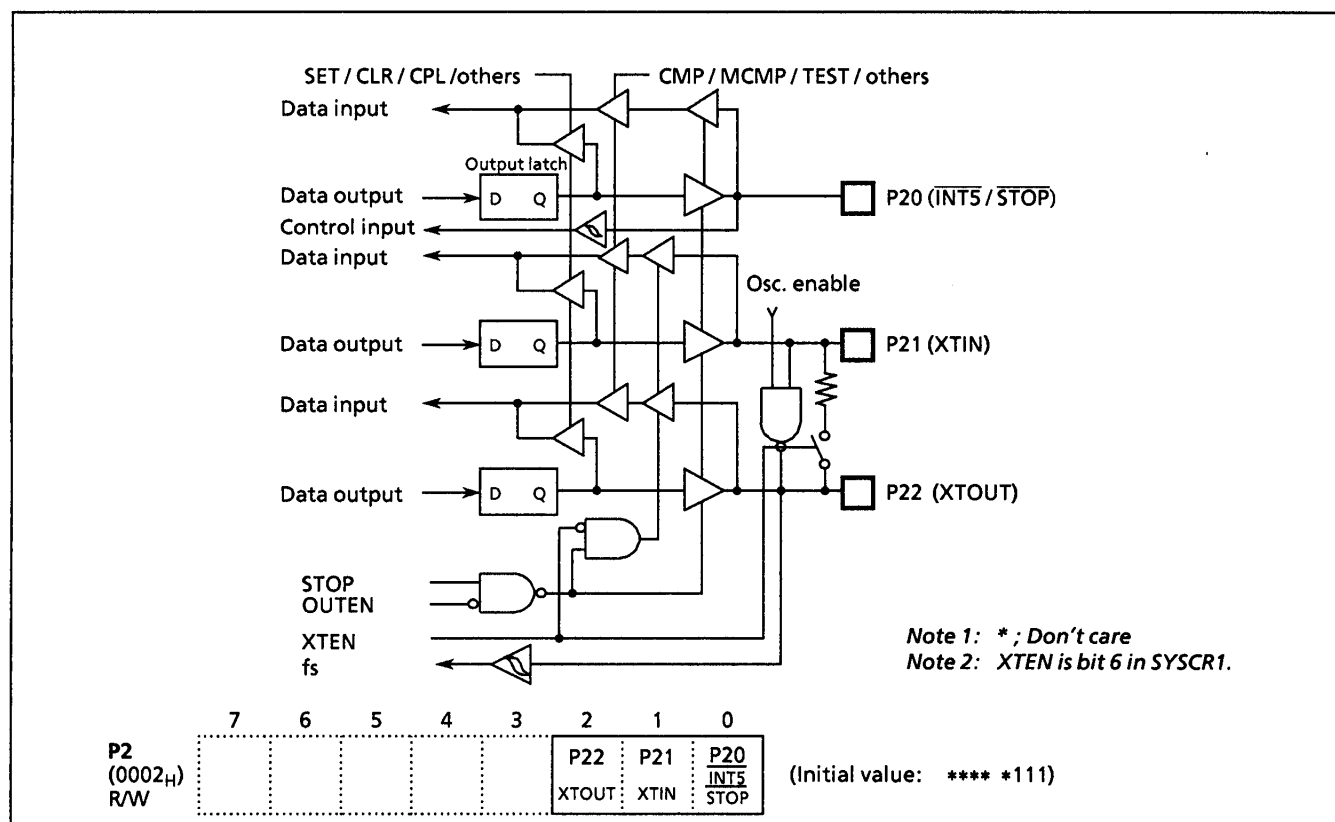 SET / CLR / CPL /others
CMP / MCMP / TEST / others
Data input
Output latch
Data output
D Q
P20 (INT5 / STOP)
Control input
Data input
Osc. enable
Data output
D Q
P21 (XTIN)
Data input
Data output
D Q
P22 (XTOUT)
STOP
OUTEN
XTEN
fs
Note 1: * ; Don't care
Note 2: XTEN is bit 6 in SYSCR1.
7 6 5 4 3 2 1 0
P2
(0002H)
R/W
P22
XTOUT
P21
XTIN
P20
INT5
STOP
(Initial value: **** *111)